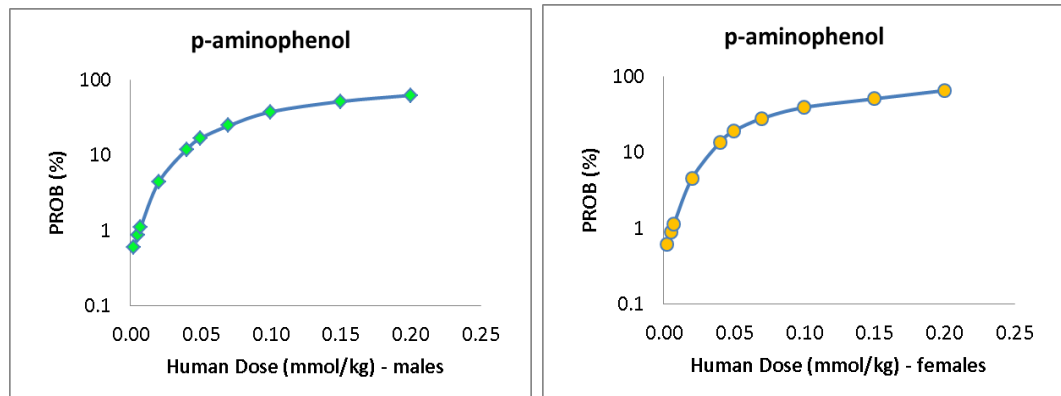 p-aminophenol
100
10
1
0.1
PROB (%)
0.00 0.05 0.10 0.15 0.20 0.25
Human Dose (mmol/kg) - males
p-aminophenol
100
10
1
0.1
PROB (%)
0.00 0.05 0.10 0.15 0.20 0.25
Human Dose (mmol/kg) - females